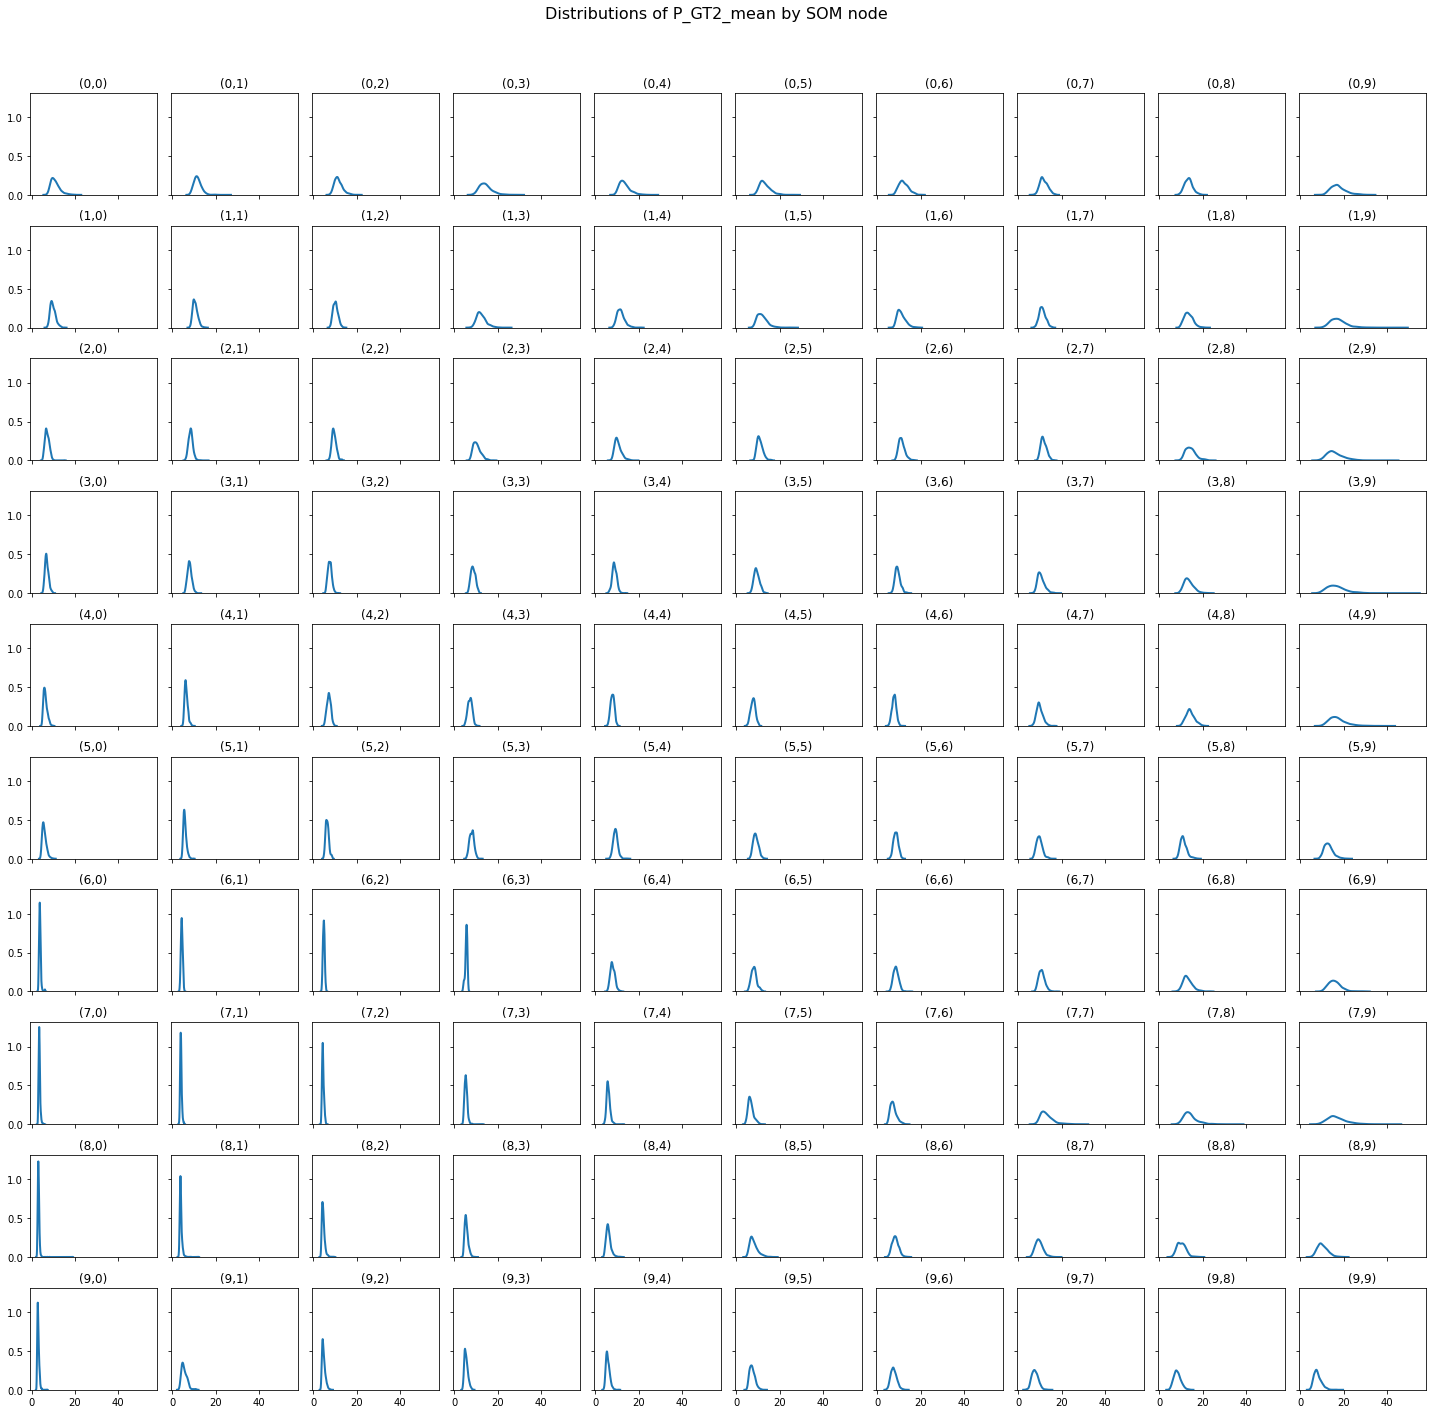 Distributions of P_GT2_mean by SOM node
(0,0) (0,1) (0,2) (0,3) (0,4) (0,5) (0,6) (0,7) (0,8) (0,9)
1.0
0.5
0.0
(1,0) (1,1) (1,2) (1,3) (1,4) (1,5) (1,6) (1,7) (1,8) (1,9)
1.0
0.5
0.0
(2,0) (2,1) (2,2) (2,3) (2,4) (2,5) (2,6) (2,7) (2,8) (2,9)
1.0
0.5
0.0
(3,0) (3,1) (3,2) (3,3) (3,4) (3,5) (3,6) (3,7) (3,8) (3,9)
1.0
0.5
0.0
(4,0) (4,1) (4,2) (4,3) (4,4) (4,5) (4,6) (4,7) (4,8) (4,9)
1.0
0.5
0.0
(5,0) (5,1) (5,2) (5,3) (5,4) (5,5) (5,6) (5,7) (5,8) (5,9)
1.0
0.5
0.0
(6,0) (6,1) (6,2) (6,3) (6,4) (6,5) (6,6) (6,7) (6,8) (6,9)
1.0
0.5
0.0
(7,0) (7,1) (7,2) (7,3) (7,4) (7,5) (7,6) (7,7) (7,8) (7,9)
1.0
0.5
0.0
(8,0) (8,1) (8,2) (8,3) (8,4) (8,5) (8,6) (8,7) (8,8) (8,9)
1.0
0.5
0.0
(9,0) (9,1) (9,2) (9,3) (9,4) (9,5) (9,6) (9,7) (9,8) (9,9)
1.0
0.5
0.0
0 20 40 0 20 40 0 20 40 0 20 40 0 20 40 0 20 40 0 20 40 0 20 40 0 20 40 0 20 40